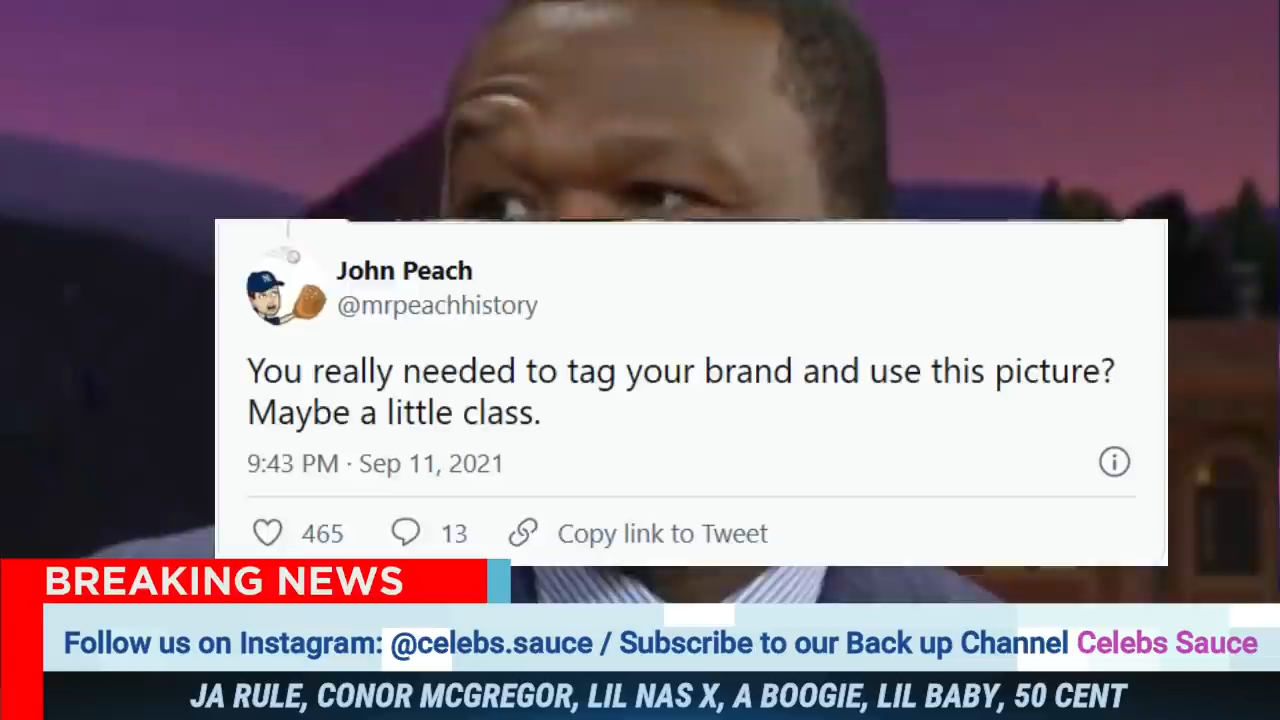 John Peach
@mrpeachhistory
You really needed to tag your brand and use this picture?
Maybe a little class.
9:43 PM · Sep 11, 2021
465 13 Copy link to Tweet
BREAKING NEWS
Follow us on Instagram: @celebs.sauce / Subscribe to our Back up Channel Celebs Sauce
JA RULE, CONOR MCGREGOR, LIL NAS X, A BOOGIE, LIL BABY, 50 CENT